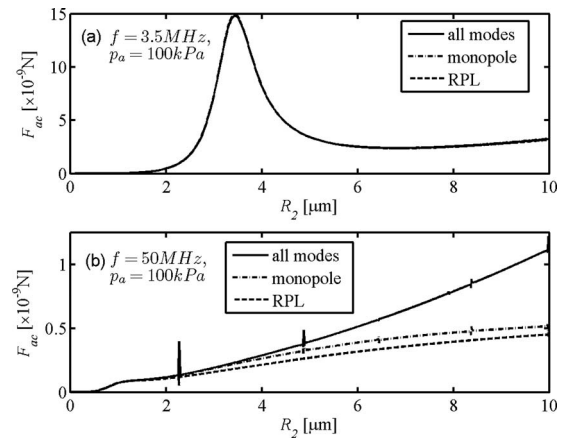 15
10
5
0
F_ac [×10⁻⁹N]
(a) f = 3.5MHz,
p_a = 100kPa
all modes
monopole
RPL
0 2 4 6 8 10
R_2 [μm]
1
0.5
0
F_ac [×10⁻⁹N]
(b) f = 50MHz,
p_a = 100kPa
all modes
monopole
RPL
0 2 4 6 8 10
R_2 [μm]